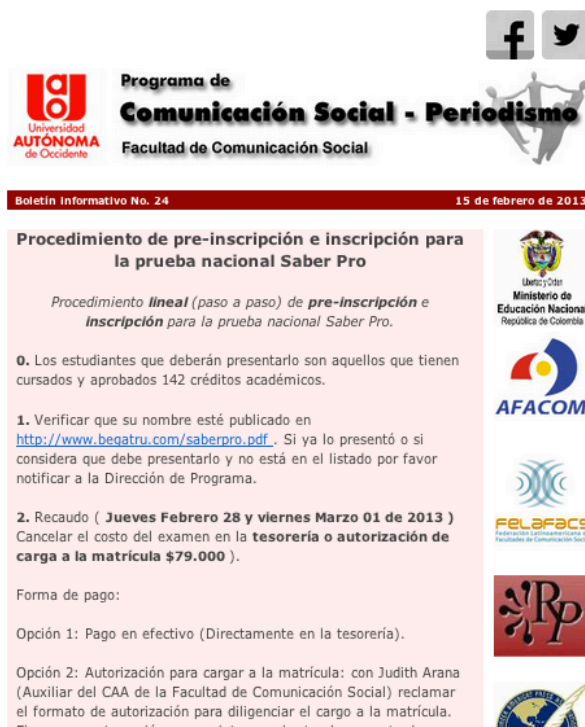 Programa de
Comunicación Social - Periodismo
Facultad de Comunicación Social
Universidad
AUTÓNOMA
de Occidente
Boletín informativo No. 24
15 de febrero de 2013
Procedimiento de pre-inscripción e inscripción para
la prueba nacional Saber Pro
Procedimiento lineal (paso a paso) de pre-inscripción e
inscripción para la prueba nacional Saber Pro.
0. Los estudiantes que deberán presentarlo son aquellos que tienen
cursados y aprobados 142 créditos académicos.
1. Verificar que su nombre esté publicado en
http://www.begatru.com/saberpro.pdf . Si ya lo presentó o si
considera que debe presentarlo y no está en el listado por favor
notificar a la Dirección de Programa.
2. Recaudo ( Jueves Febrero 28 y viernes Marzo 01 de 2013 )
Cancelar el costo del examen en la tesorería o autorización de
carga a la matrícula $79.000 ).
Forma de pago:
Opción 1: Pago en efectivo (Directamente en la tesorería).
Opción 2: Autorización para cargar a la matrícula: con Judith Arana
(Auxiliar del CAA de la Facultad de Comunicación Social) reclamar
el formato de autorización para diligenciar el cargo a la matrícula.
Libertad y Orden
Ministerio de
Educación Nacional
República de Colombia
AFACOM
FELAFACS
Federación Latinoamericana de
Facultades de Comunicación Social
RP